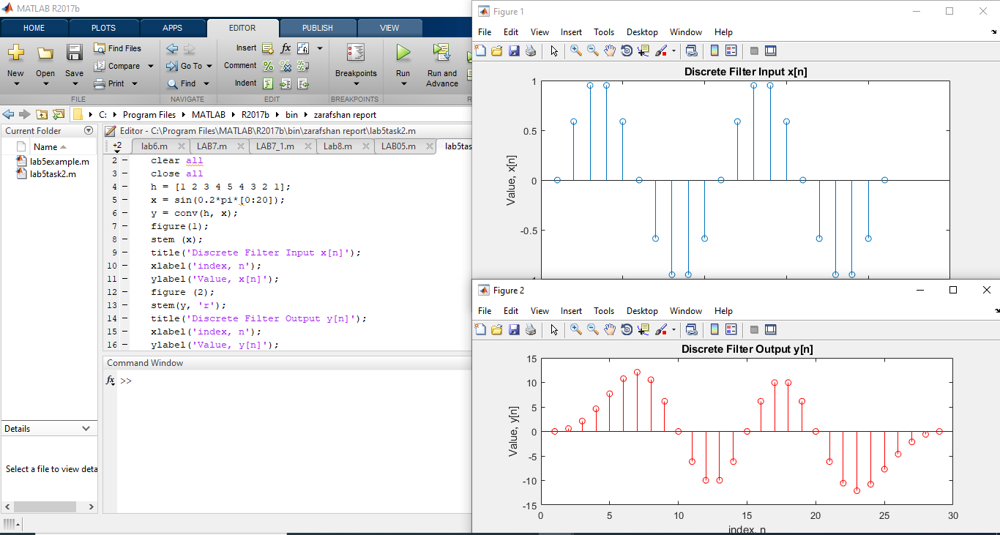 MATLAB R2017b
HOME PLOTS APPS EDITOR PUBLISH VIEW
New Open Save
Find Files
Compare
Print
Go To
Find
Insert fx
Comment
Indent
Breakpoints
Run
Run and Advance
FILE NAVIGATE EDIT BREAKPOINTS R
C: Program Files MATLAB R2017b bin zarafshan report
Current Folder
Name
lab5example.m
lab5task2.m
Details
Select a file to view deta
Editor - C:\Program Files\MATLAB\R2017b\bin\zarafshan report\lab5task2.m
+2 lab6.m LAB7.m LAB7_1.m Lab8.m LAB05.m lab5tas
2 – clear all
3 – close all
4 – h = [1 2 3 4 5 4 3 2 1];
5 – x = sin(0.2*pi*[0:20]);
6 – y = conv(h, x);
7 – figure(1);
8 – stem (x);
9 – title('Discrete Filter Input x[n]');
10 – xlabel('index, n');
11 – ylabel('Value, x[n]');
12 – figure (2);
13 – stem(y, 'r');
14 – title('Discrete Filter Output y[n]');
15 – xlabel('index, n');
16 – ylabel('Value, y[n]');
Command Window
fx >>
Figure 1
File Edit View Insert Tools Desktop Window Help
Discrete Filter Input x[n]
Value, x[n]
1
0.5
0
-0.5
Figure 2
File Edit View Insert Tools Desktop Window Help
Discrete Filter Output y[n]
Value, y[n]
15
10
5
0
-5
-10
-15
0 5 10 15 20 25 30
index, n